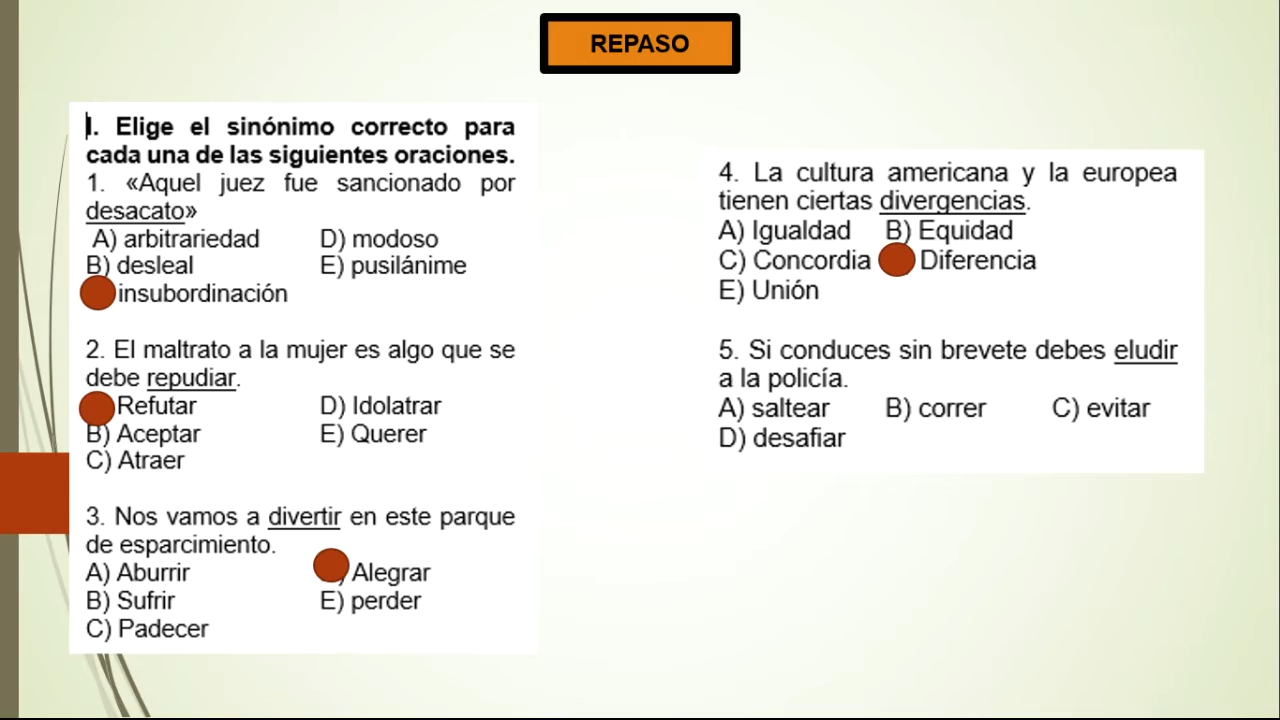 REPASO
I. Elige el sinónimo correcto para
cada una de las siguientes oraciones.
1. «Aquel juez fue sancionado por
desacato»
A) arbitrariedad D) modoso
B) desleal E) pusilánime
insubordinación
2. El maltrato a la mujer es algo que se
debe repudiar.
Refutar D) Idolatrar
B) Aceptar E) Querer
C) Atraer
3. Nos vamos a divertir en este parque
de esparcimiento.
A) Aburrir Alegrar
B) Sufrir E) perder
C) Padecer
4. La cultura americana y la europea
tienen ciertas divergencias.
A) Igualdad B) Equidad
C) Concordia Diferencia
E) Unión
5. Si conduces sin brevete debes eludir
a la policía.
A) saltear B) correr C) evitar
D) desafiar